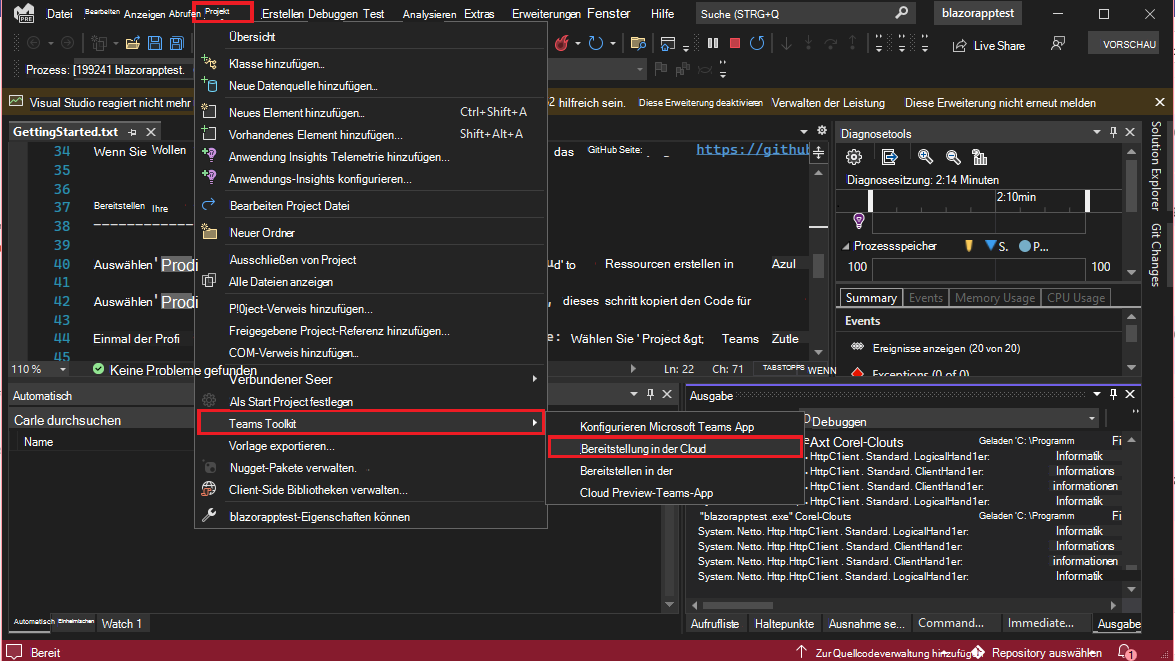 Datei Bearbeiten Anzeigen Abrufen Projekt Erstellen Debuggen Test Analysieren Extras Erweiterungen Fenster Hilfe Suche (STRG+Q blazorapptest
Live Share VORSCHAU
Prozess: [199241 blazorapptest.
Visual Studio reagiert nicht mehr
2 hilfreich sein. Diese Erweiterung deaktivieren Verwalten der Leistung Diese Erweiterung nicht erneut melden
GettingStarted.txt
34 Wenn Sie Wollen das GitHub Seite: https://github
35
36
37 Bereitstellen Ihre
38 -------------
39
40 Auswählen ' Prodi d' to Ressourcen erstellen in Azul
41
42 Auswählen ' Prodi , dieses schritt kopiert den Code für
43
44 Einmal der Profi e: Wählen Sie ' Project &gt; Teams Zutle
45
110 % Keine Probleme gefunden Ln: 22 Ch: 71 TABSTOPPS WENN
Übersicht
Klasse hinzufügen...
Neue Datenquelle hinzufügen...
Neues Element hinzufügen... Ctrl+Shift+A
Vorhandenes Element hinzufügen... Shift+Alt+A
Anwendung Insights Telemetrie hinzufügen...
Anwendungs-Insights konfigurieren...
Bearbeiten Project Datei
Neuer Ordner
Ausschließen von Project
Alle Dateien anzeigen
P!0ject-Verweis hinzufügen...
Freigegebene Project-Referenz hinzufügen...
COM-Verweis hinzufügen...
Verbundener Seer
Als Start Project festlegen
Teams Toolkit
Vorlage exportieren...
Nugget-Pakete verwalten.
Client-Side Bibliotheken verwalten...
blazorapptest-Eigenschaften können
Konfigurieren Microsoft Teams App
Bereitstellung in der Cloud
Bereitstellen in der
Cloud Preview-Teams-App
Diagnosetools
Diagnosesitzung: 2:14 Minuten
2:10min
Prozessspeicher S. P...
100 100
Summary Events Memory Usage CPU Usage
Events
Ereignisse anzeigen (20 von 20)
Exceptions (0 of 0)
Solution Explorer
Git Changes
Automatisch
Carle durchsuchen
Name
Automatisch Einheimischen Watch 1
Ausgabe
Debuggen
eAxt Corel-Clouts Geladen 'C: \Programm Fi
.HttpC1ient . Standard. LogicalHand1er: Informatik
.HttpC1ient . Standard. ClientHand1er: Informations
.HttpC1ient . Standard. ClientHand1er: informationen
.HttpC1ient . Standard. LogicalHand1er: Informatik
"blazorapptest .exe" Corel-Clouts Geladen 'C: \Programm Fi
System. Netto. Http.HttpC1ient . Standard. LogicalHand1er: Informatik
System. Netto. Http.HttpC1ient . Standard. ClientHand1er: Informations
System. Netto. Http.HttpC1ient . Standard. ClientHand1er: informationen
System. Netto. Http.HttpC1ient . Standard. LogicalHand1er: Informatik
Aufrufliste Haltepunkte Ausnahme se... Command... Immediate... Ausgabe
Bereit Zur Quellcodeverwaltung hinzufügen Repository auswählen 1